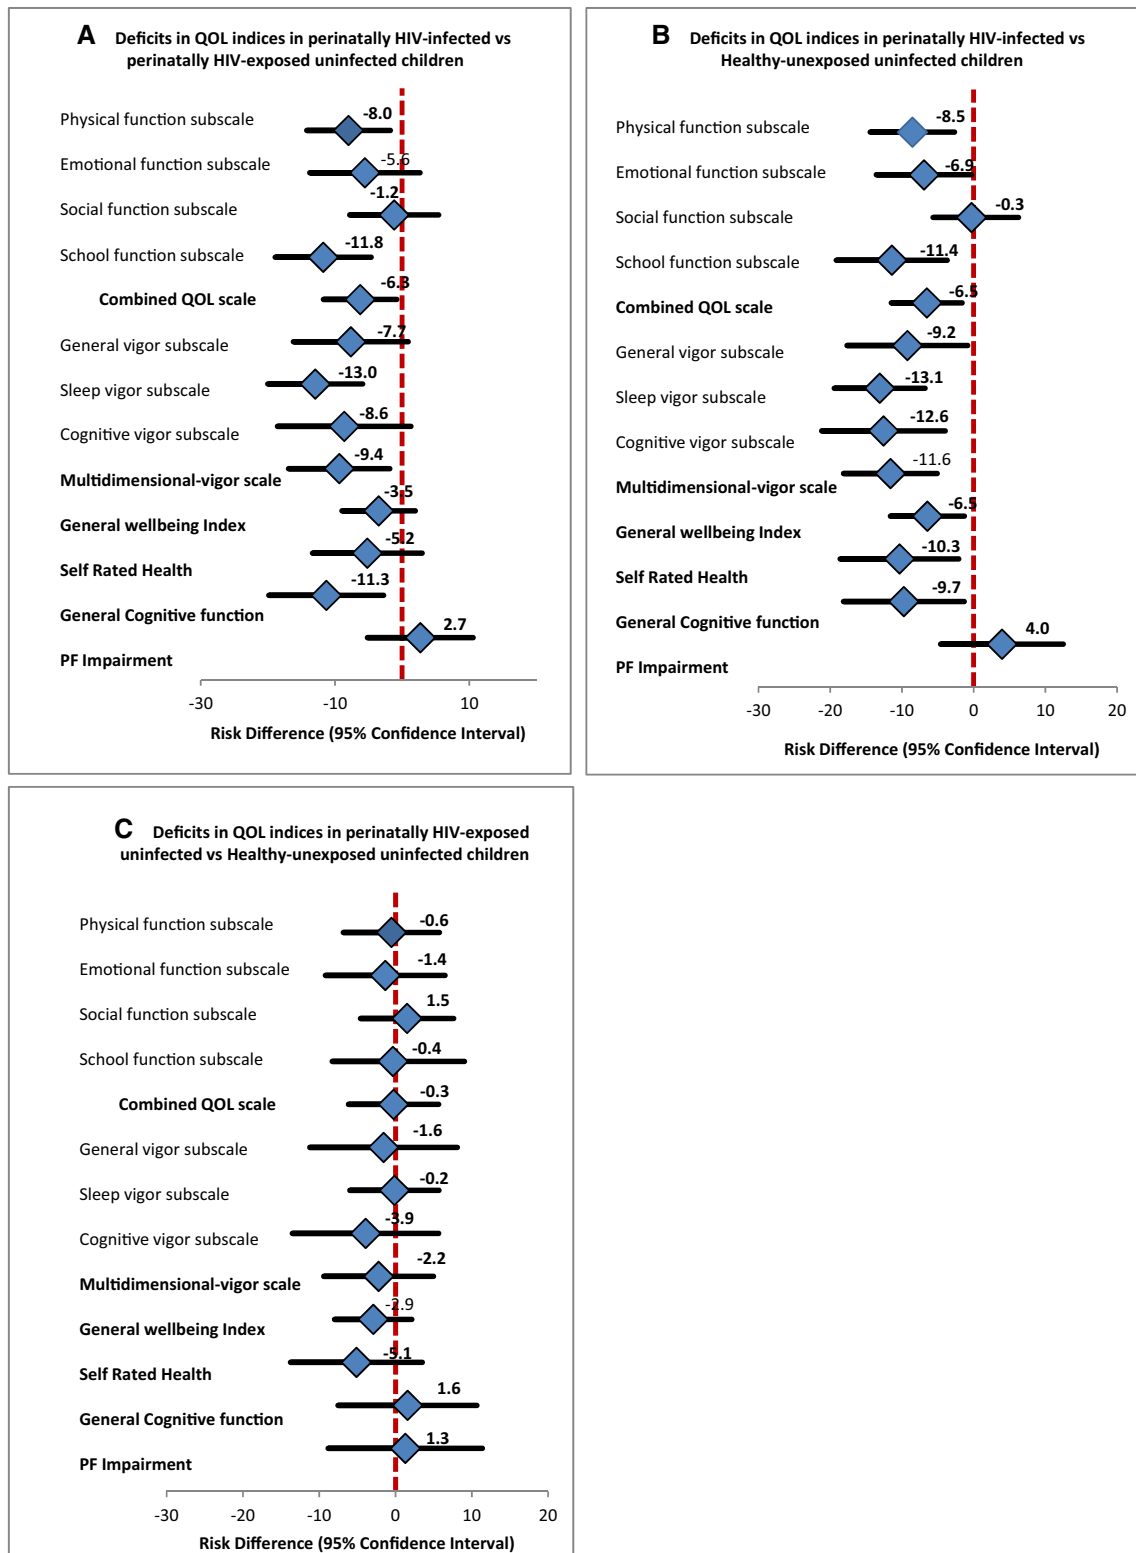 A Deficits in QOL indices in perinatally HIV-infected vs
perinatally HIV-exposed uninfected children
Physical function subscale -8.0
Emotional function subscale -5.6
Social function subscale -1.2
School function subscale -11.8
Combined QOL scale -6.3
General vigor subscale -7.7
Sleep vigor subscale -13.0
Cognitive vigor subscale -8.6
Multidimensional-vigor scale -9.4
General wellbeing Index -3.5
Self Rated Health -5.2
General Cognitive function -11.3
PF Impairment 2.7
-30 -10 10
Risk Difference (95% Confidence Interval)
B Deficits in QOL indices in perinatally HIV-infected vs
Healthy-unexposed uninfected children
Physical function subscale -8.5
Emotional function subscale -6.9
Social function subscale -0.3
School function subscale -11.4
Combined QOL scale -6.5
General vigor subscale -9.2
Sleep vigor subscale -13.1
Cognitive vigor subscale -12.6
Multidimensional-vigor scale -11.6
General wellbeing Index -6.5
Self Rated Health -10.3
General Cognitive function -9.7
PF Impairment 4.0
-30 -20 -10 0 10 20
Risk Difference (95% Confidence Interval)
C Deficits in QOL indices in perinatally HIV-exposed
uninfected vs Healthy-unexposed uninfected children
Physical function subscale -0.6
Emotional function subscale -1.4
Social function subscale 1.5
School function subscale -0.4
Combined QOL scale -0.3
General vigor subscale -1.6
Sleep vigor subscale -0.2
Cognitive vigor subscale -3.9
Multidimensional-vigor scale -2.2
General wellbeing Index -2.9
Self Rated Health -5.1
General Cognitive function 1.6
PF Impairment 1.3
-30 -20 -10 0 10 20
Risk Difference (95% Confidence Interval)